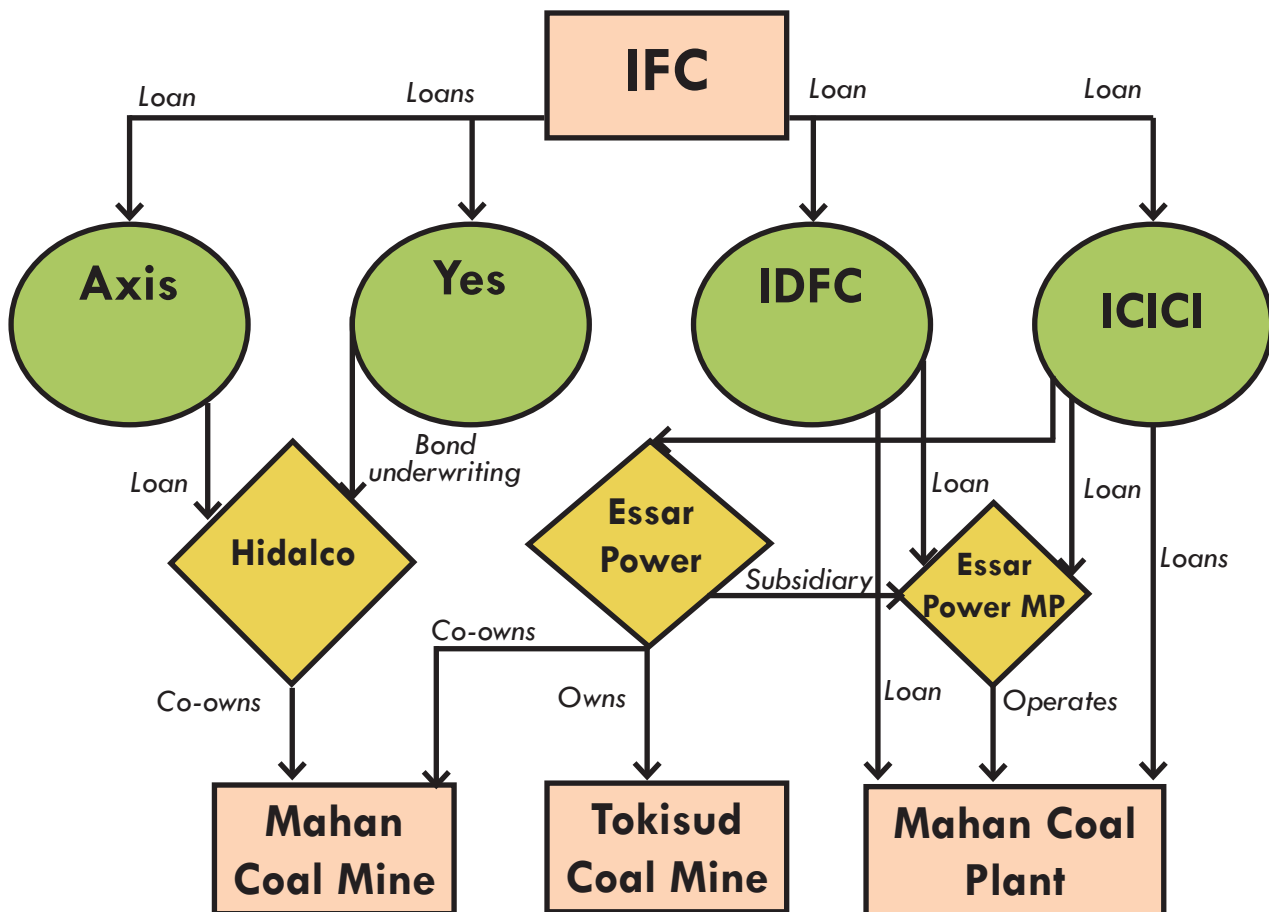 IFC
Loan
Loans
Loan
Loan
Axis
Yes
IDFC
ICICI
Loan
Bond
underwriting
Loan
Loan
Loans
Hidalco
Essar
Power
Subsidiary
Essar
Power MP
Co-owns
Co-owns
Owns
Loan
Operates
Mahan
Coal Mine
Tokisud
Coal Mine
Mahan Coal
Plant